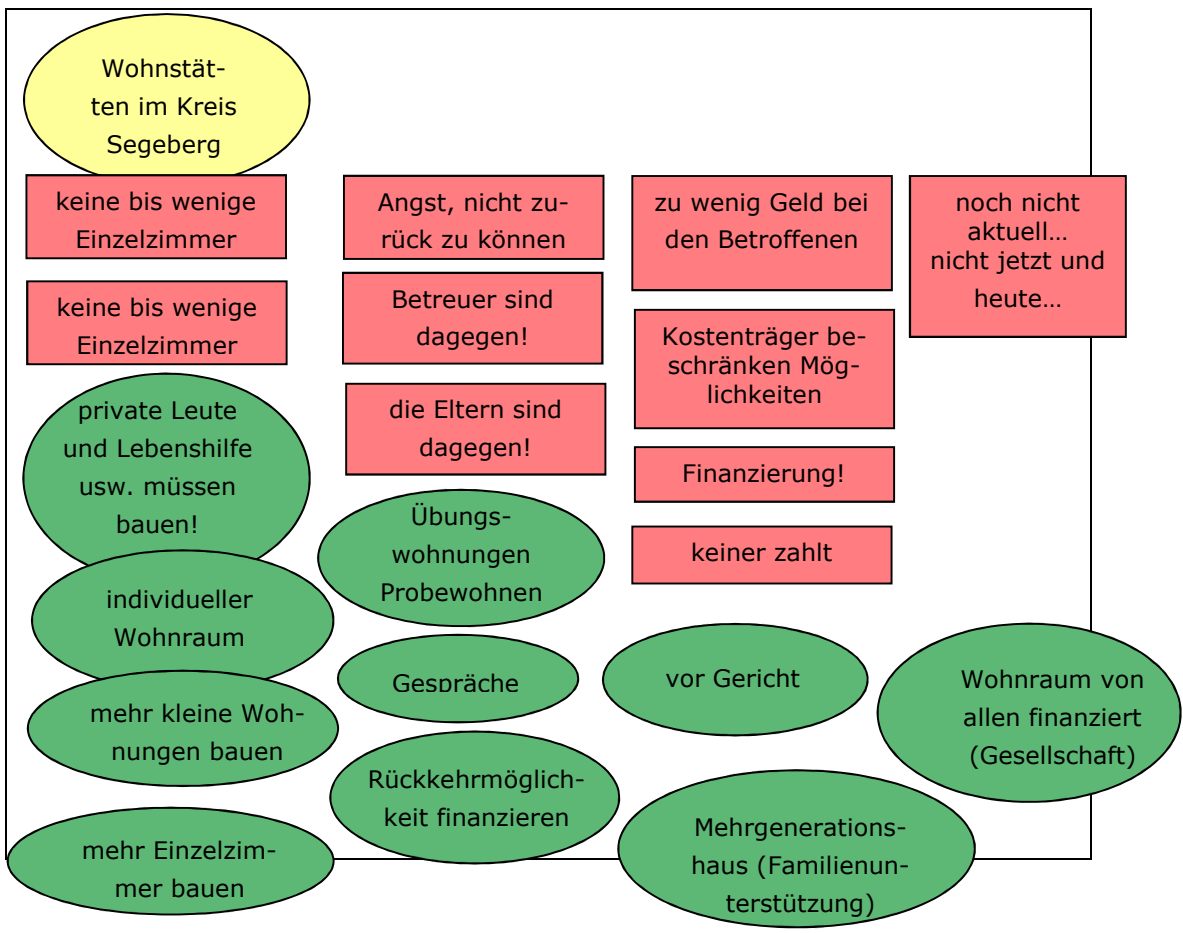 Wohnstät-
ten im Kreis
Segeberg
keine bis wenige
Einzelzimmer
keine bis wenige
Einzelzimmer
private Leute
und Lebenshilfe
usw. müssen
bauen!
individueller
Wohnraum
mehr kleine Woh-
nungen bauen
mehr Einzelzim-
mer bauen
Angst, nicht zu-
rück zu können
Betreuer sind
dagegen!
die Eltern sind
dagegen!
Übungs-
wohnungen
Probewohnen
Gespräche
Rückkehrmöglich-
keit finanzieren
zu wenig Geld bei
den Betroffenen
Kostenträger be-
schränken Mög-
lichkeiten
Finanzierung!
keiner zahlt
vor Gericht
Mehrgenerations-
haus (Familienun-
terstützung)
noch nicht
aktuell…
nicht jetzt und
heute…
Wohnraum von
allen finanziert
(Gesellschaft)